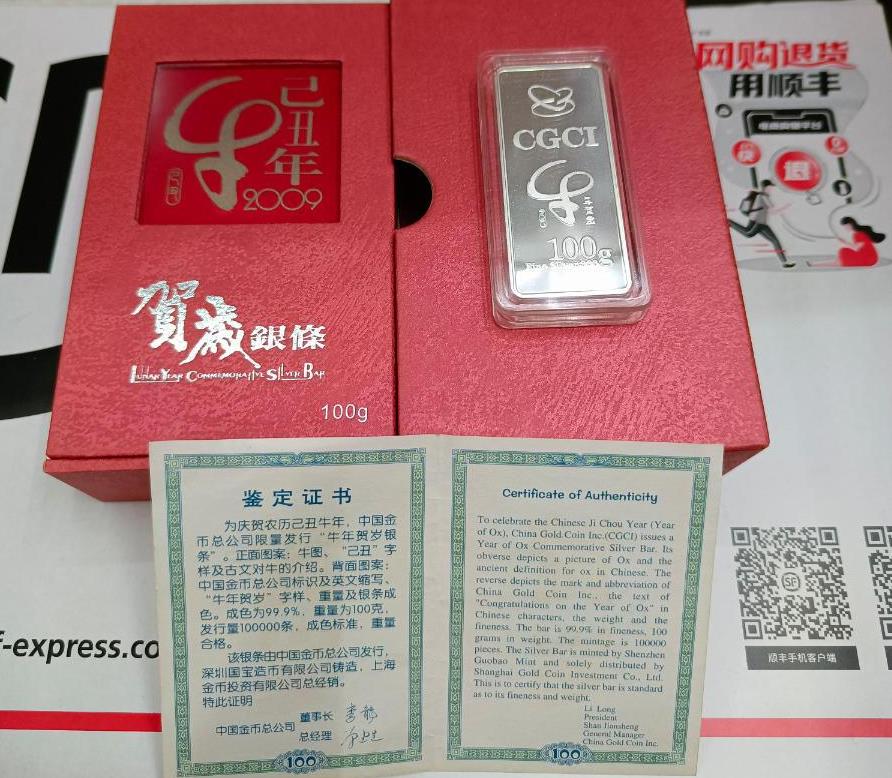 己丑年
牛
2009
賀歲銀條
LUNAR YEAR COMMEMORATIVE SILVER BAR
100g
CGCI
牛
100g
网购退货
用顺丰
退
f-express.co
SF
顺丰手机客户端
鉴定证书
为庆贺农历己丑牛年，中国金
币总公司限量发行“牛年贺岁银
条”。正面图案：牛图、“己丑”字
样及古文对牛的介绍。背面图案：
中国金币总公司标识及英文缩写、
“牛年贺岁”字样、重量及银条成
色。成色为99.9%，重量为100克，
发行量100000条，成色标准，重量
合格。
该银条由中国金币总公司发行，
深圳国宝造币有限公司铸造，上海
金币投资有限公司总经销。
特此证明
中国金币总公司
董事长
总经理
100
Certificate of Authenticity
To celebrate the Chinese Ji Chou Year (Year
of Ox), China Gold Coin Inc.(CGCI) issues a
Year of Ox Commemorative Silver Bar. Its
obverse depicts a picture of Ox and the
ancient definition for ox in Chinese. The
reverse depicts the mark and abbreviation of
China Gold Coin Inc., the text of
"Congratulations on the Year of Ox" in
Chinese characters, the weight and the
fineness. The bar is 99.9% in fineness, 100
grams in weight. The mintage is 100000
pieces. The Silver Bar is minted by Shenzhen
Guobao Mint and solely distributed by
Shanghai Gold Coin Investment Co., Ltd.
This is to certify that the silver bar is standard
as to its fineness and weight.
Li Long
President
Shan Jiansheng
General Manager
China Gold Coin Inc.
100